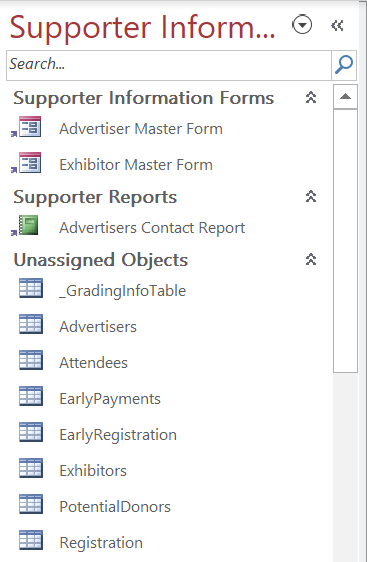 Supporter Inform...
Search...
Supporter Information Forms
Advertiser Master Form
Exhibitor Master Form
Supporter Reports
Advertisers Contact Report
Unassigned Objects
_GradingInfoTable
Advertisers
Attendees
EarlyPayments
EarlyRegistration
Exhibitors
PotentialDonors
Registration